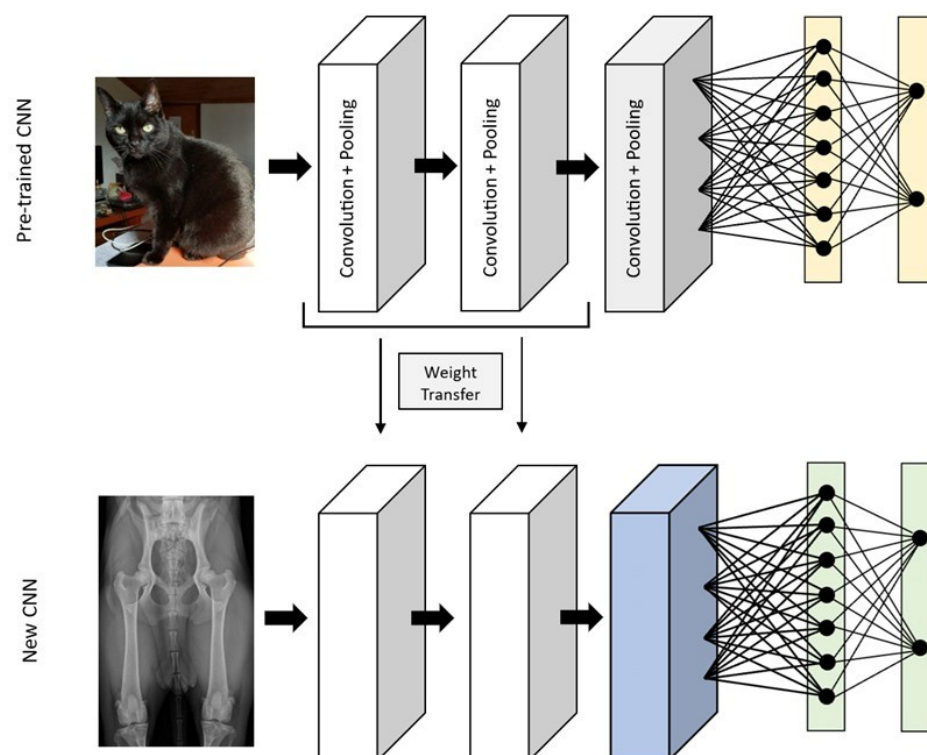 Pre-trained CNN
Convolution + Pooling
Convolution + Pooling
Convolution + Pooling
Weight
Transfer
New CNN